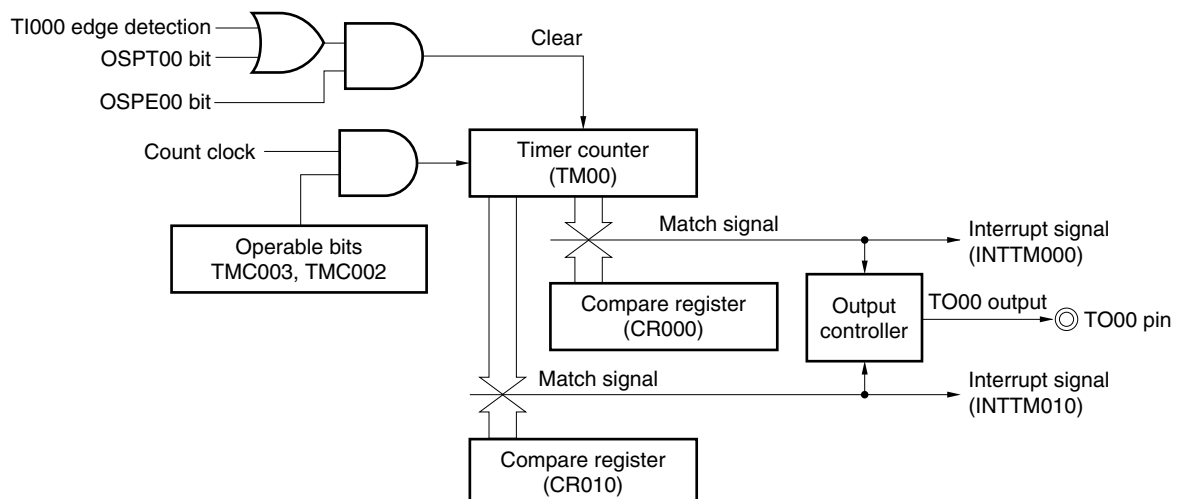 TI000 edge detection
OSPT00 bit
OSPE00 bit
Clear
Count clock
Timer counter
(TM00)
Operable bits
TMC003, TMC002
Match signal
Interrupt signal
(INTTM000)
Compare register
(CR000)
Output
controller
TO00 output
TO00 pin
Match signal
Interrupt signal
(INTTM010)
Compare register
(CR010)